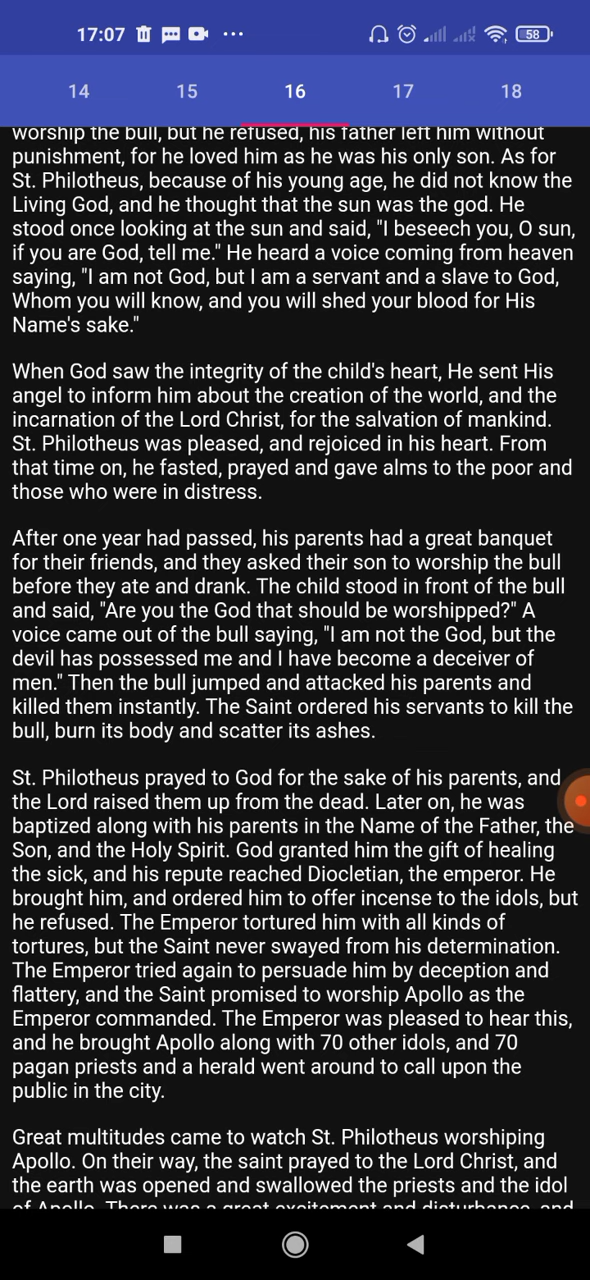 17:07
58
14 15 16 17 18
worship the bull, but he refused, his father left him without
punishment, for he loved him as he was his only son. As for
St. Philotheus, because of his young age, he did not know the
Living God, and he thought that the sun was the god. He
stood once looking at the sun and said, "I beseech you, O sun,
if you are God, tell me." He heard a voice coming from heaven
saying, "I am not God, but I am a servant and a slave to God,
Whom you will know, and you will shed your blood for His
Name's sake."
When God saw the integrity of the child's heart, He sent His
angel to inform him about the creation of the world, and the
incarnation of the Lord Christ, for the salvation of mankind.
St. Philotheus was pleased, and rejoiced in his heart. From
that time on, he fasted, prayed and gave alms to the poor and
those who were in distress.
After one year had passed, his parents had a great banquet
for their friends, and they asked their son to worship the bull
before they ate and drank. The child stood in front of the bull
and said, "Are you the God that should be worshipped?" A
voice came out of the bull saying, "I am not the God, but the
devil has possessed me and I have become a deceiver of
men." Then the bull jumped and attacked his parents and
killed them instantly. The Saint ordered his servants to kill the
bull, burn its body and scatter its ashes.
St. Philotheus prayed to God for the sake of his parents, and
the Lord raised them up from the dead. Later on, he was
baptized along with his parents in the Name of the Father, the
Son, and the Holy Spirit. God granted him the gift of healing
the sick, and his repute reached Diocletian, the emperor. He
brought him, and ordered him to offer incense to the idols, but
he refused. The Emperor tortured him with all kinds of
tortures, but the Saint never swayed from his determination.
The Emperor tried again to persuade him by deception and
flattery, and the Saint promised to worship Apollo as the
Emperor commanded. The Emperor was pleased to hear this,
and he brought Apollo along with 70 other idols, and 70
pagan priests and a herald went around to call upon the
public in the city.
Great multitudes came to watch St. Philotheus worshiping
Apollo. On their way, the saint prayed to the Lord Christ, and
the earth was opened and swallowed the priests and the idol
of Apollo. There was a great excitement and disturbance, and